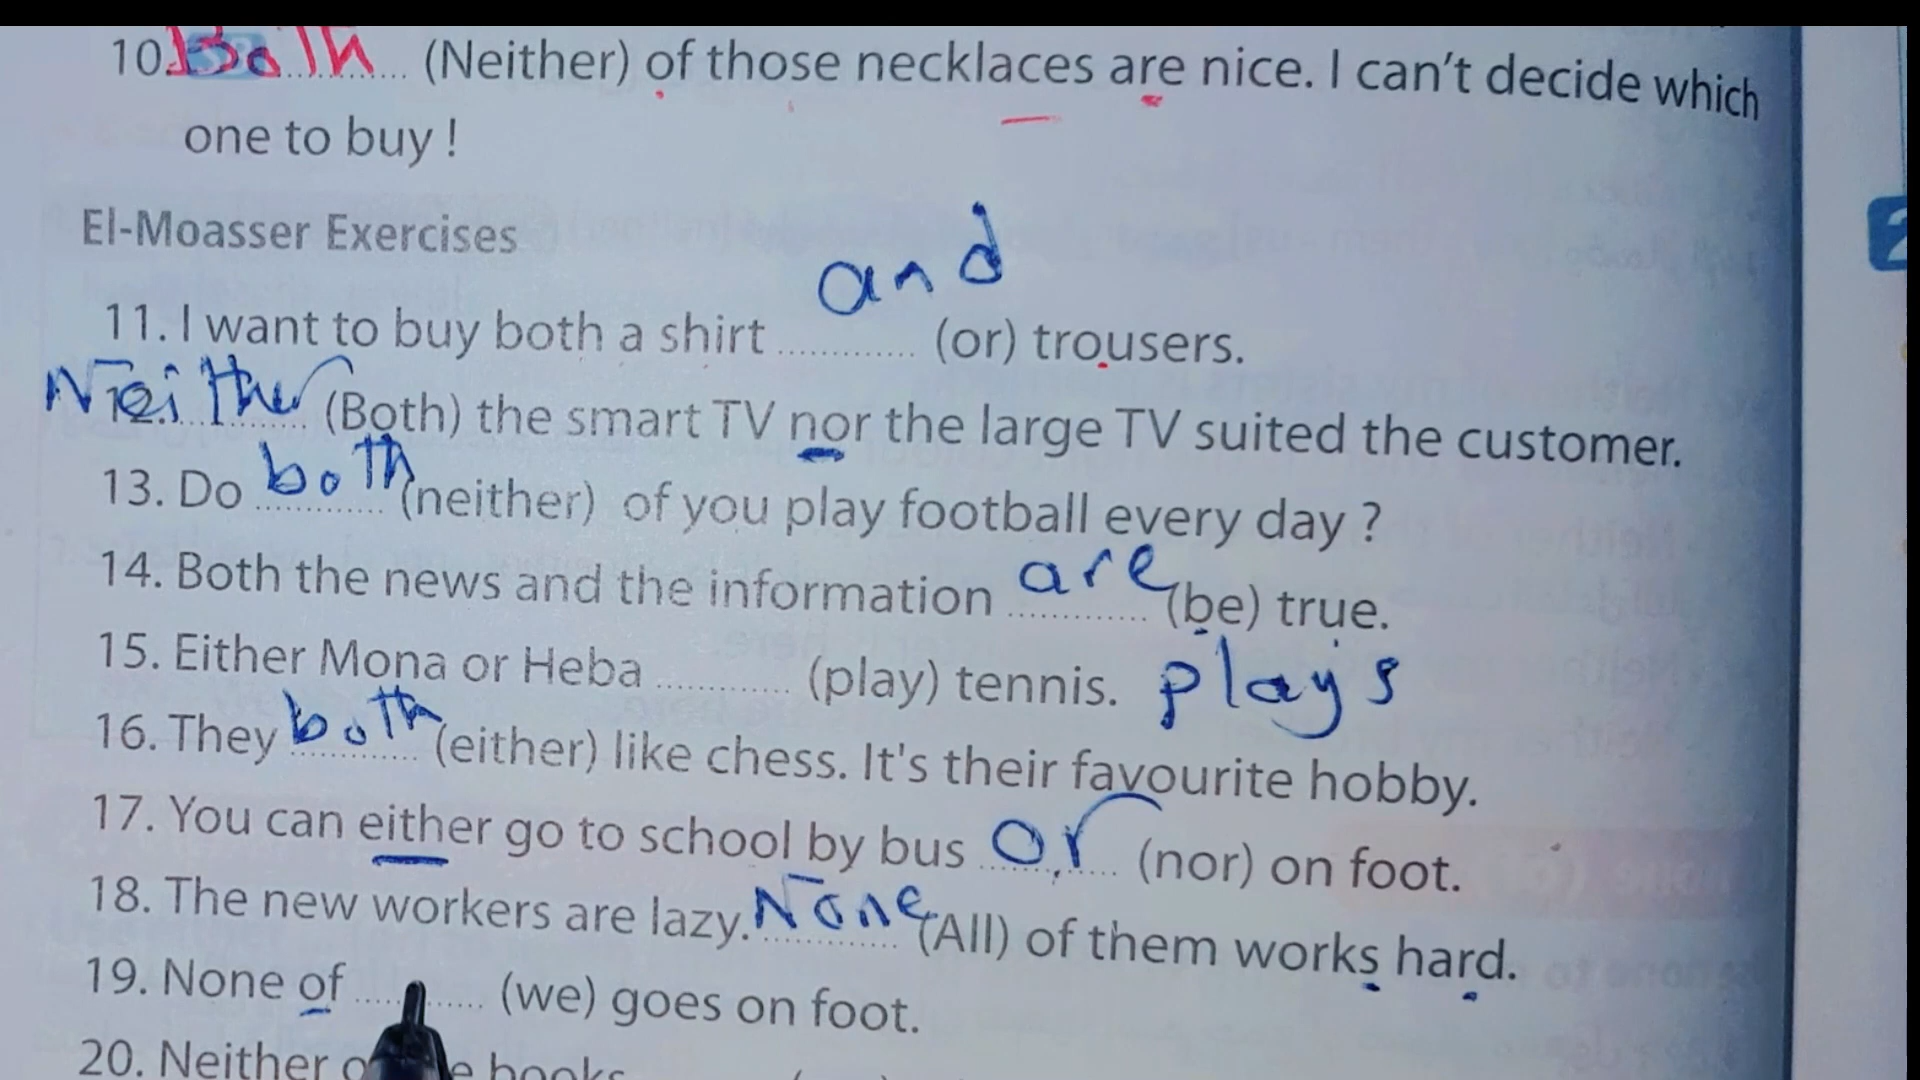 10. Both (Neither) of those necklaces are nice. I can't decide which
one to buy !
El-Moasser Exercises
and
11. I want to buy both a shirt ............ (or) trousers.
Neither
12. ............ (Both) the smart TV nor the large TV suited the customer.
13. Do both (neither) of you play football every day ?
14. Both the news and the information are (be) true.
15. Either Mona or Heba ............ (play) tennis. plays
16. They both (either) like chess. It's their favourite hobby.
17. You can either go to school by bus or (nor) on foot.
18. The new workers are lazy. None (All) of them works hard.
19. None of ............ (we) goes on foot.
20. Neither books